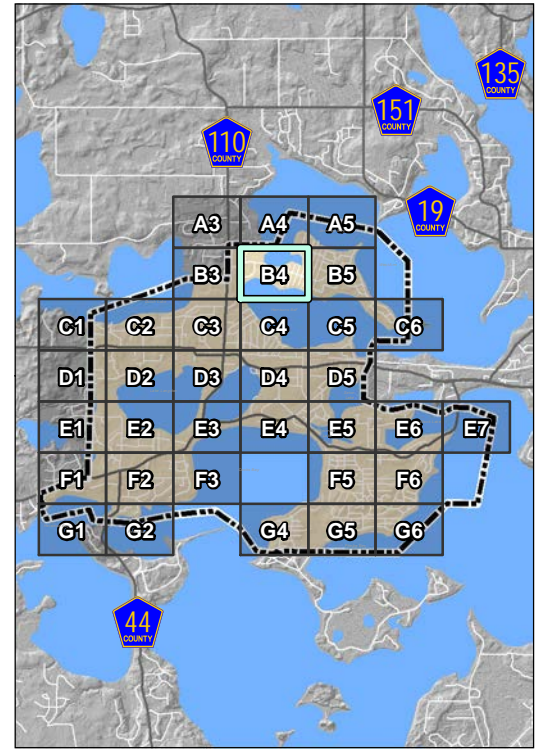 135
COUNTY
151
COUNTY
110
COUNTY
19
COUNTY
A3 A4 A5
B3 B4 B5
C1 C2 C3 C4 C5 C6
D1 D2 D3 D4 D5
E1 E2 E3 E4 E5 E6 E7
F1 F2 F3 F5 F6
G1 G2 G4 G5 G6
44
COUNTY